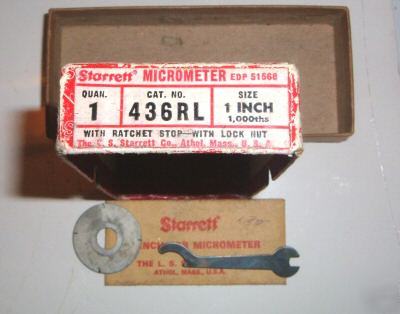 Starrett MICROMETER EDP 51568
QUAN. CAT. NO. SIZE
1 436RL 1 INCH
1,000ths
WITH RATCHET STOP—WITH LOCK NUT
The L. S. Starrett Co., Athol, Mass., U. S. A.
Starrett
MICROMETER
THE L. S.
ATHOL, MASS., U.S.A.